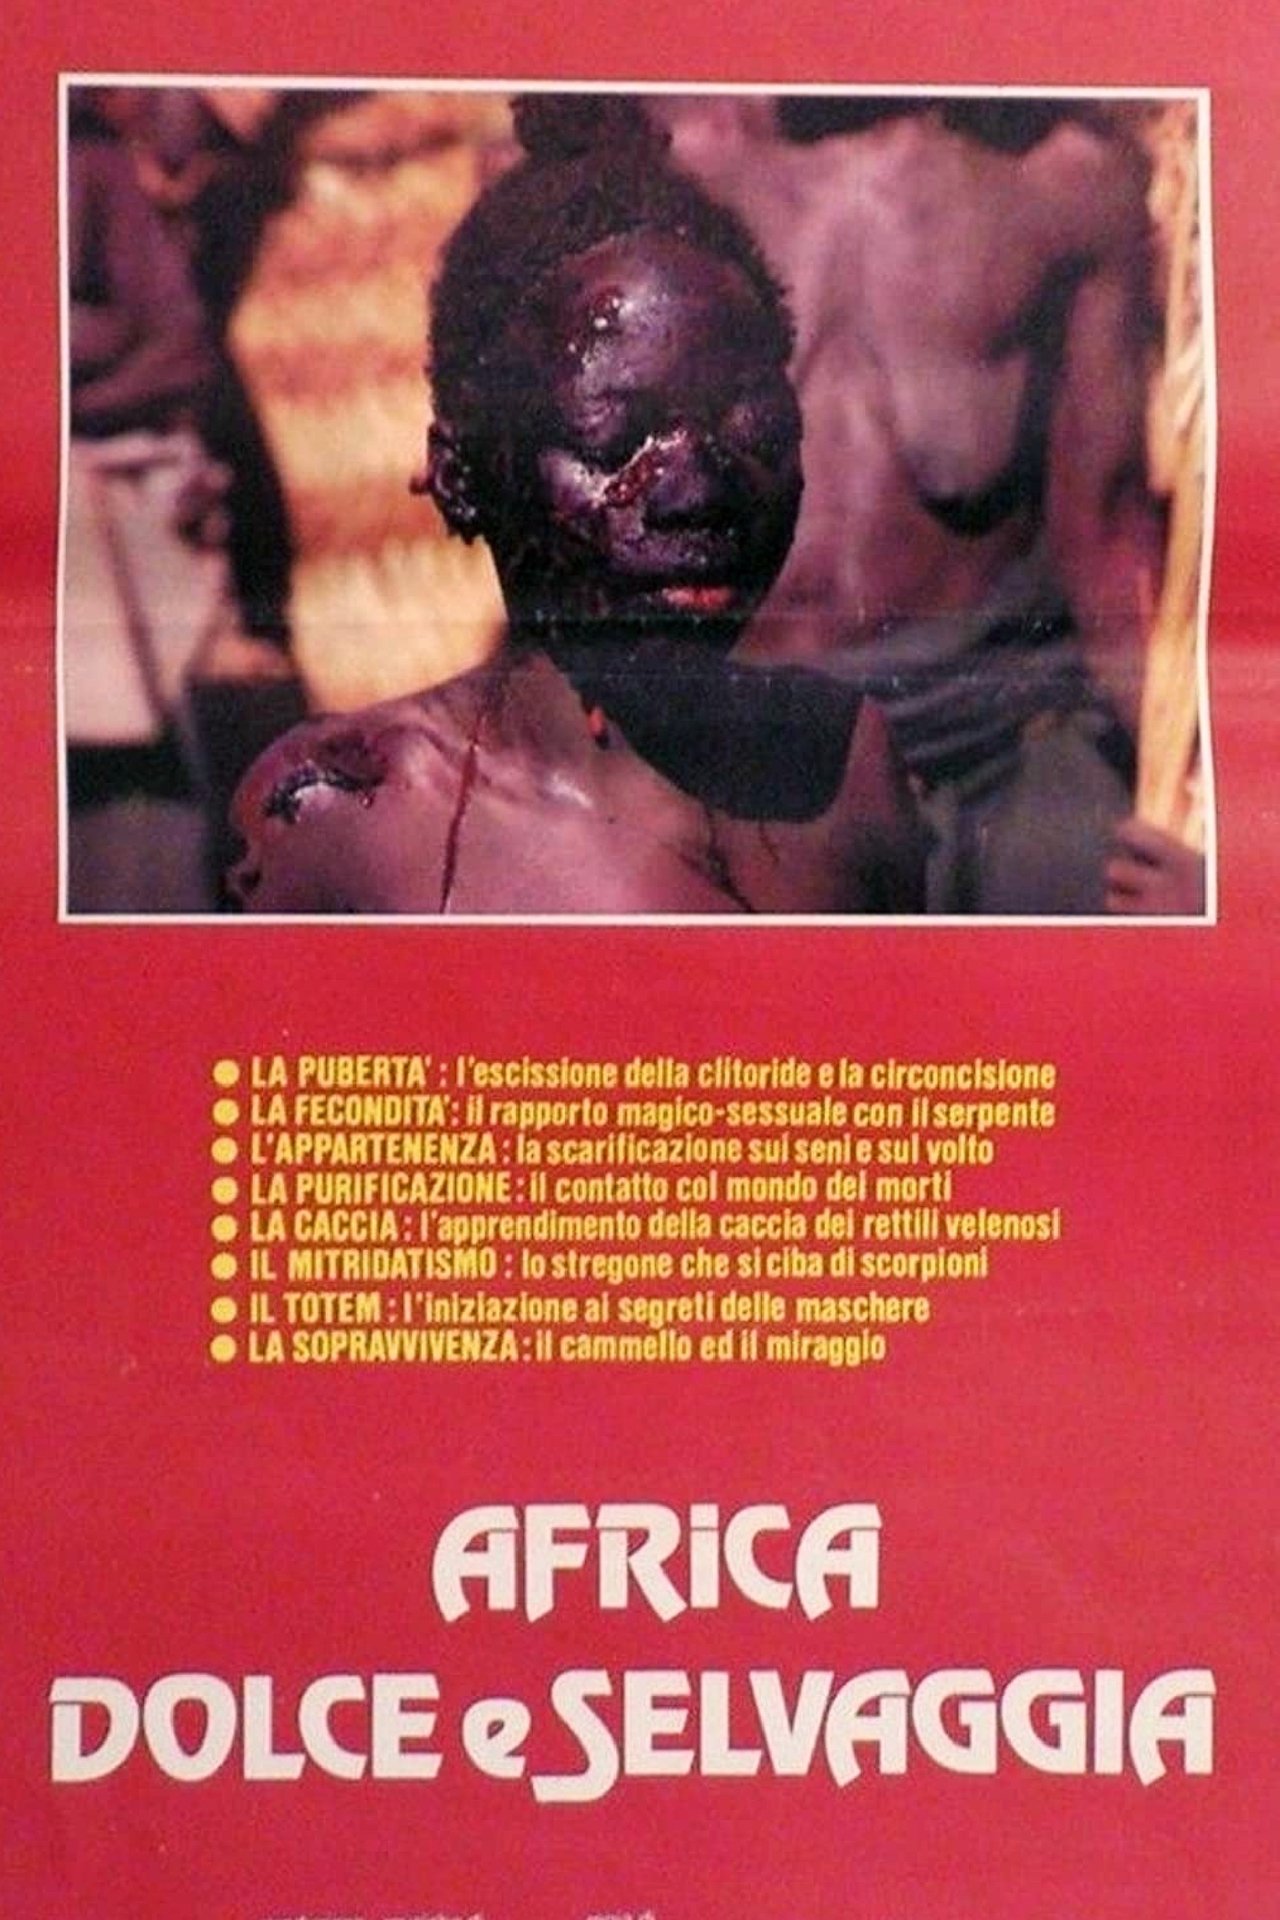 ● LA PUBERTA' : l'escissione della clitoride e la circoncisione
● LA FECONDITA' : il rapporto magico-sessuale con il serpente
● L'APPARTENENZA : la scarificazione sui seni e sul volto
● LA PURIFICAZIONE : il contatto col mondo dei morti
● LA CACCIA : l'apprendimento della caccia dei rettili velenosi
● IL MITRIDATISMO : lo stregone che si ciba di scorpioni
● IL TOTEM : l'iniziazione ai segreti delle maschere
● LA SOPRAVVIVENZA : il cammello ed il miraggio
AFRiCA
DOLCE e SELVAGGIA